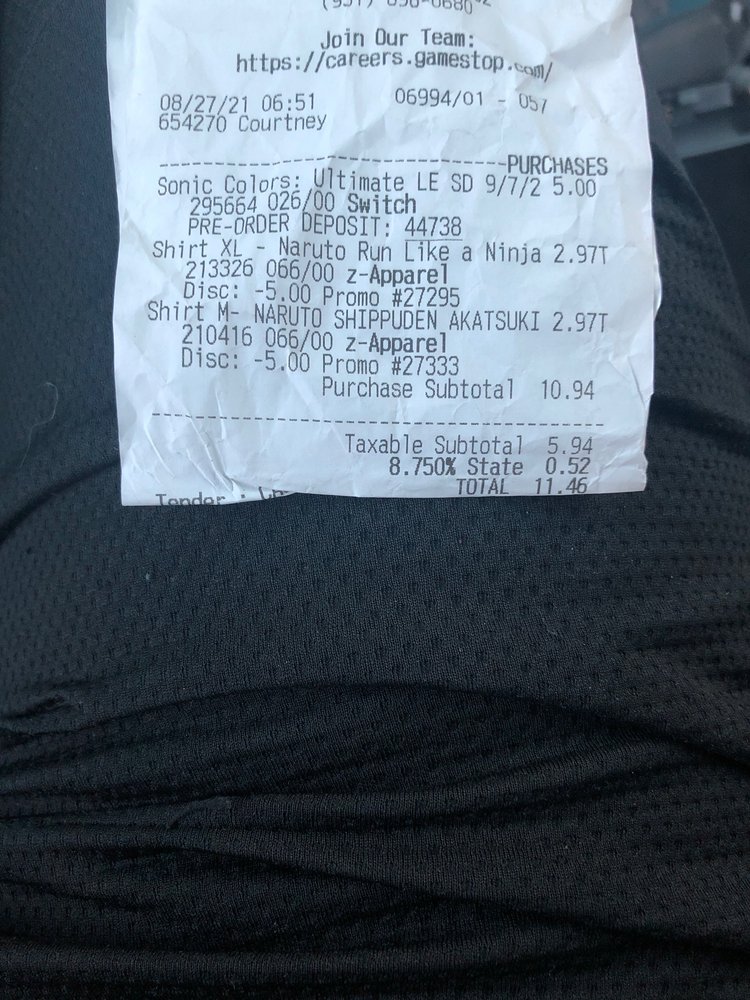 Join Our Team:
https://careers.gamestop.com/
08/27/21 06:51 06994/01 - 057
654270 Courtney
--------------------------------PURCHASES
Sonic Colors: Ultimate LE SD 9/7/2 5.00
295664 026/00 Switch
PRE-ORDER DEPOSIT: 44738
Shirt XL - Naruto Run Like a Ninja 2.97T
213326 066/00 z-Apparel
Disc: -5.00 Promo #27295
Shirt M- NARUTO SHIPPUDEN AKATSUKI 2.97T
210416 066/00 z-Apparel
Disc: -5.00 Promo #27333
Purchase Subtotal 10.94
-----------------------------------------
Taxable Subtotal 5.94
8.750% State 0.52
TOTAL 11.46
Tender :